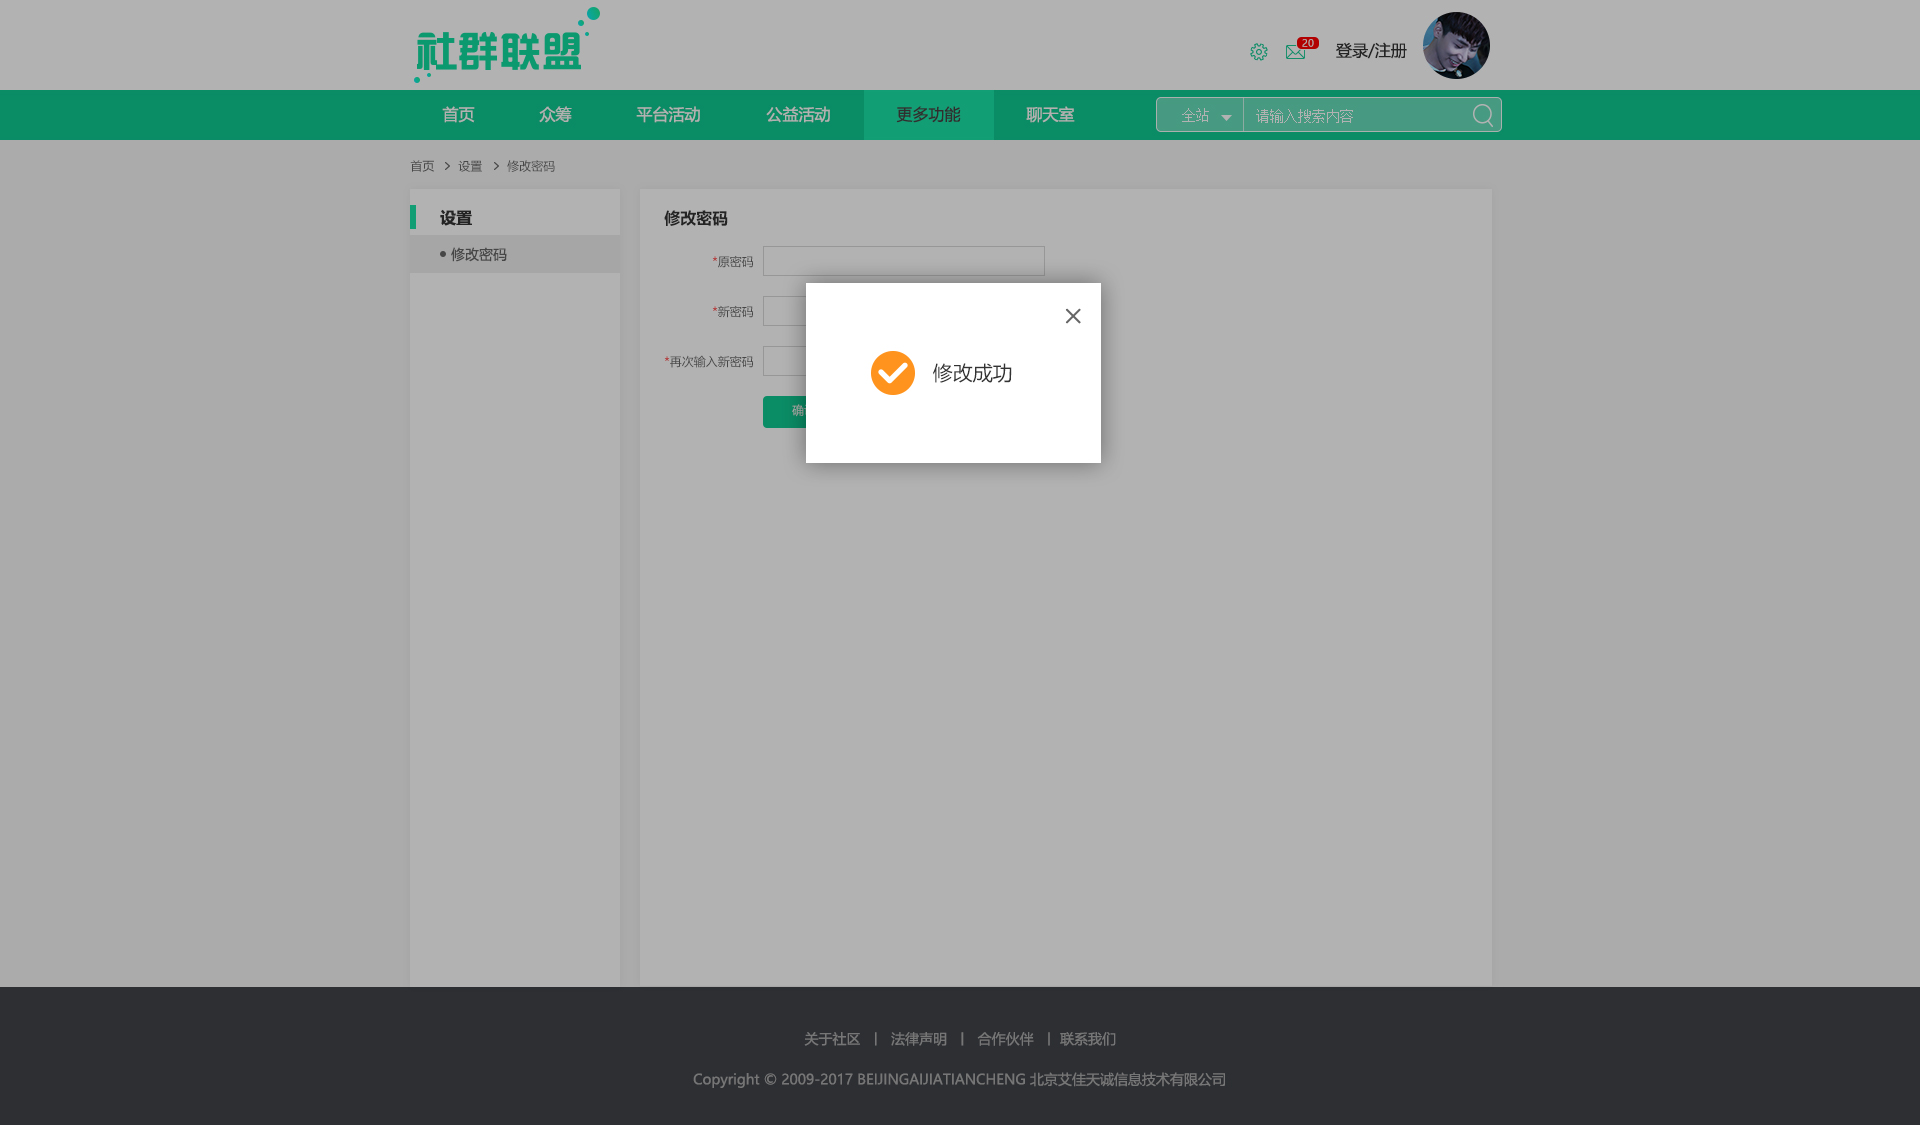 社群联盟
20
登录/注册
首页 众筹 平台活动 公益活动 更多功能 聊天室 全站 请输入搜索内容
首页 > 设置 > 修改密码
设置
• 修改密码
修改密码
*原密码
*新密码
*再次输入新密码
修改成功
关于社区 | 法律声明 | 合作伙伴 | 联系我们
Copyright © 2009-2017 BEIJINGAIJIATIANCHENG 北京艾佳天诚信息技术有限公司